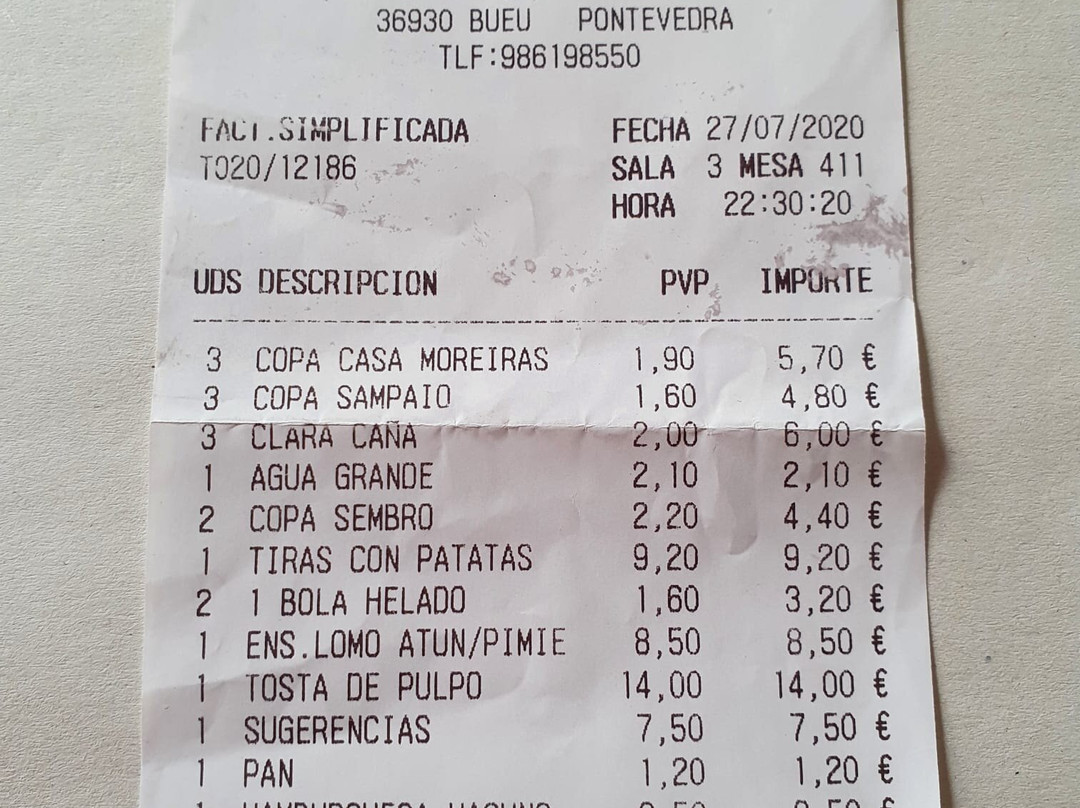 36930 BUEU PONTEVEDRA
TLF:986198550
FACT.SIMPLIFICADA FECHA 27/07/2020
T020/12186 SALA 3 MESA 411
HORA 22:30:20
UDS DESCRIPCION PVP IMPORTE
3 COPA CASA MOREIRAS 1,90 5,70 €
3 COPA SAMPAIO 1,60 4,80 €
3 CLARA CAÑA 2,00 6,00 €
1 AGUA GRANDE 2,10 2,10 €
2 COPA SEMBRO 2,20 4,40 €
1 TIRAS CON PATATAS 9,20 9,20 €
2 1 BOLA HELADO 1,60 3,20 €
1 ENS.LOMO ATUN/PIMIE 8,50 8,50 €
1 TOSTA DE PULPO 14,00 14,00 €
1 SUGERENCIAS 7,50 7,50 €
1 PAN 1,20 1,20 €